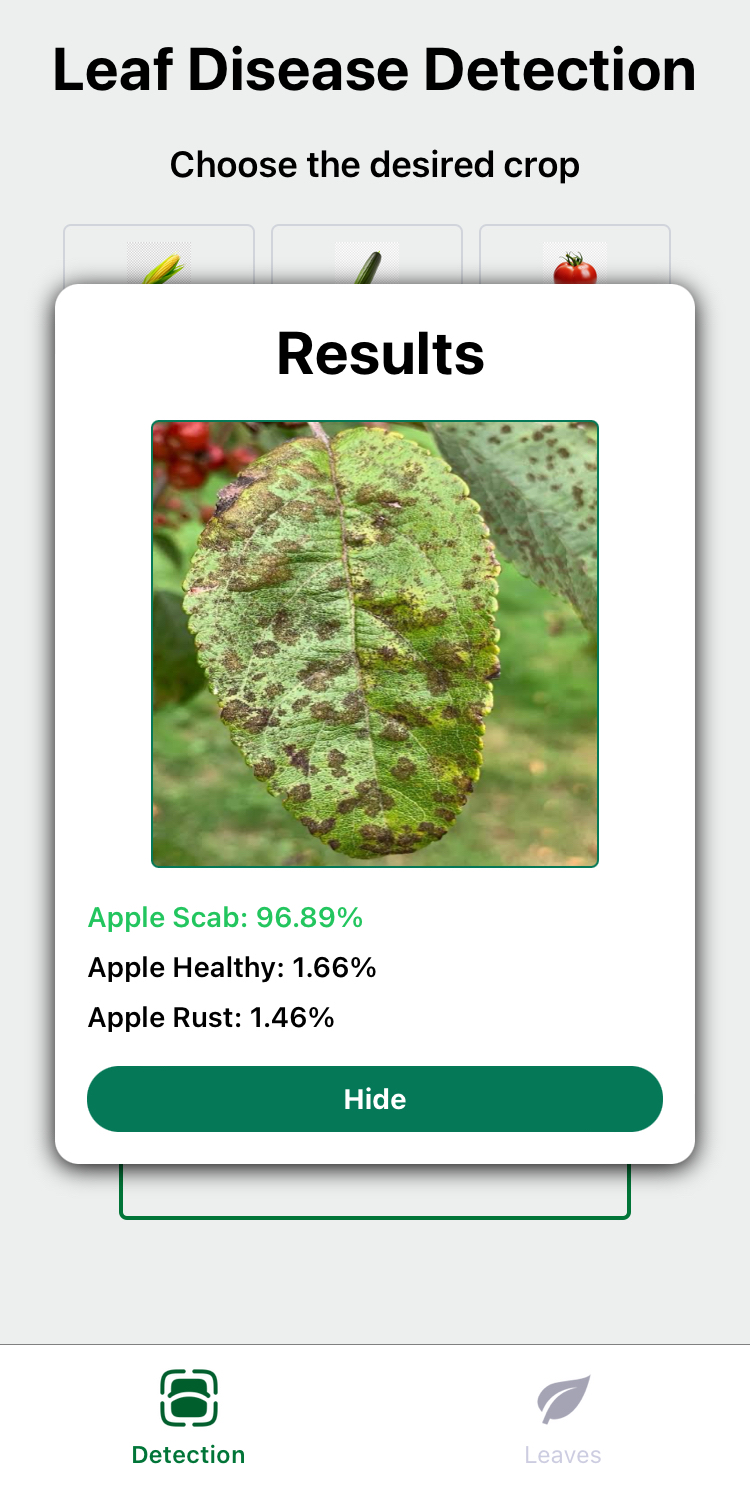 Leaf Disease Detection
Choose the desired crop
Results
Apple Scab: 96.89%
Apple Healthy: 1.66%
Apple Rust: 1.46%
Hide
Detection
Leaves